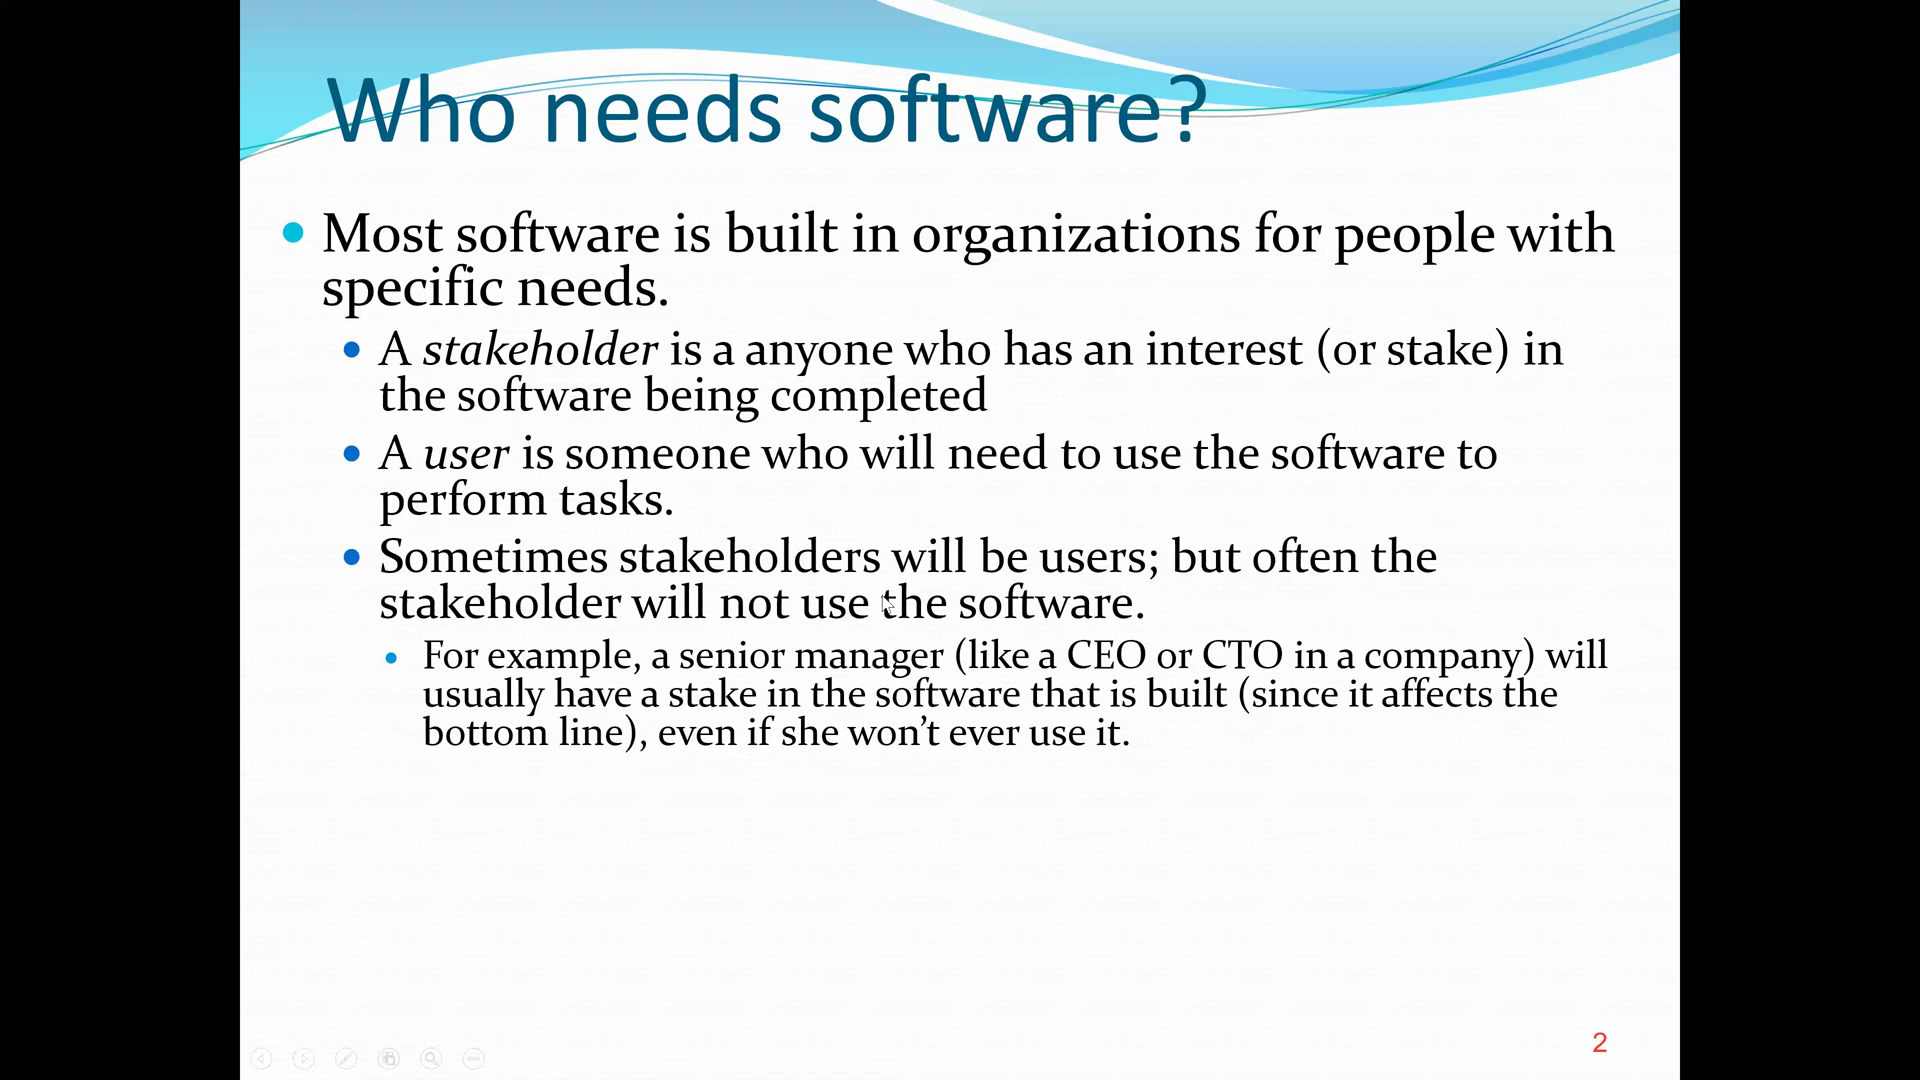 Who needs software?
Most software is built in organizations for people with
specific needs.
A stakeholder is a anyone who has an interest (or stake) in
the software being completed
A user is someone who will need to use the software to
perform tasks.
Sometimes stakeholders will be users; but often the
stakeholder will not use the software.
For example, a senior manager (like a CEO or CTO in a company) will
usually have a stake in the software that is built (since it affects the
bottom line), even if she won’t ever use it.
2